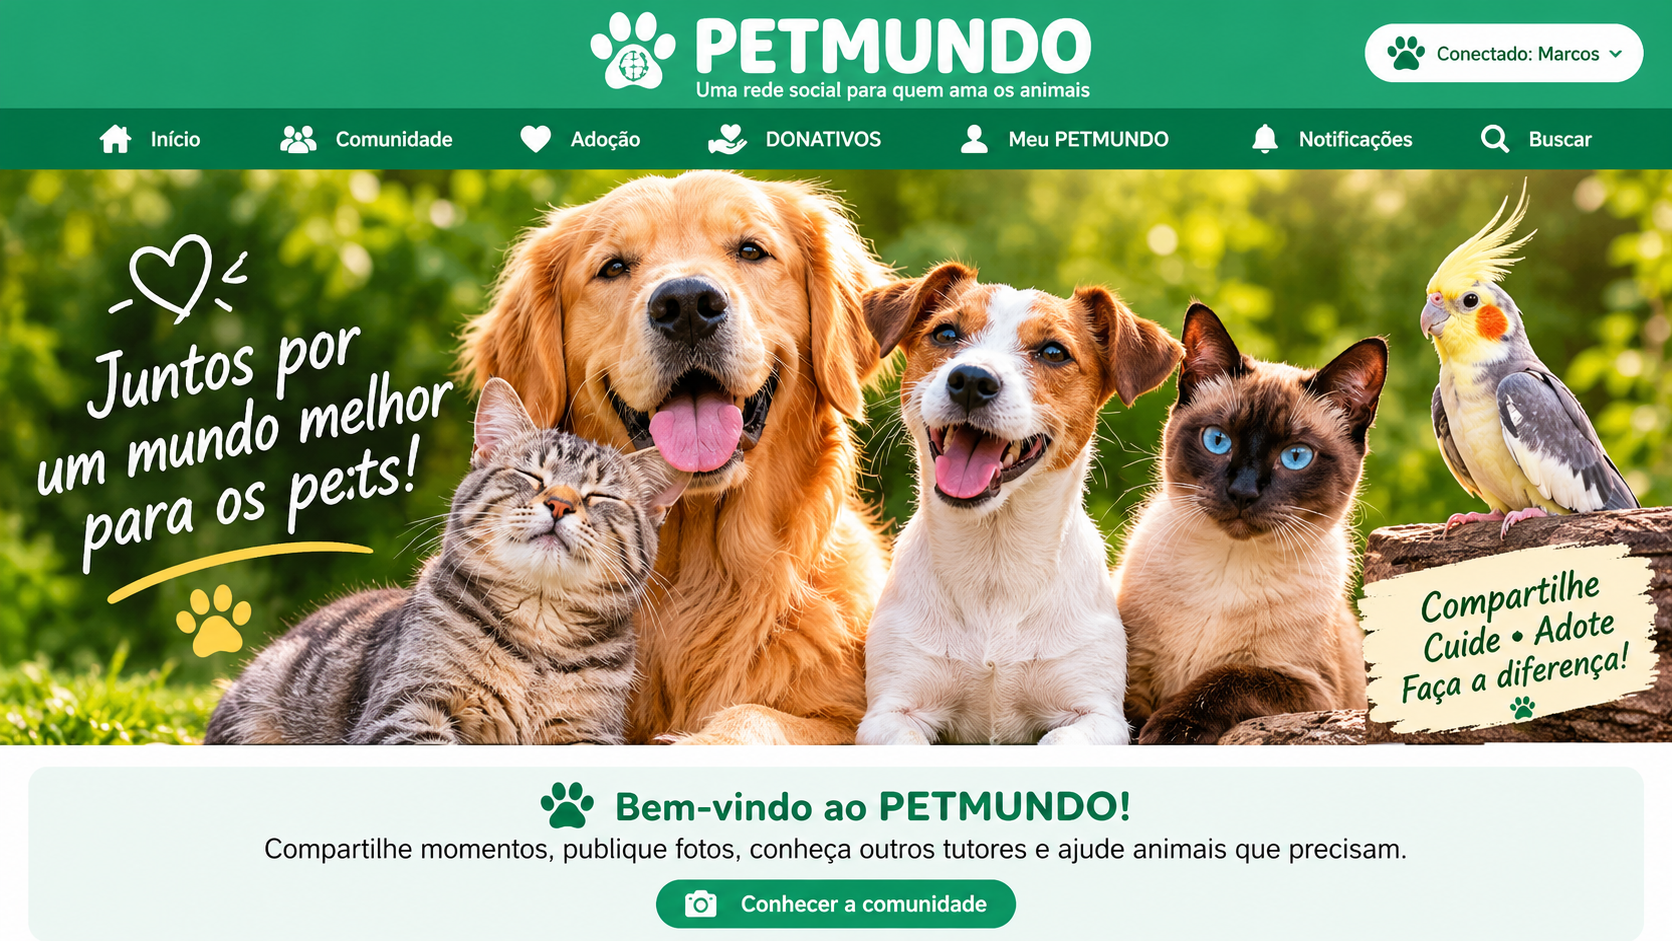 PETMUNDO
Uma rede social para quem ama os animais
Conectado: Marcos
Início
Comunidade
Adoção
DONATIVOS
Meu PETMUNDO
Notificações
Buscar
Juntos por
um mundo melhor
para os pe:ts!
Compartilhe
Cuide • Adote
Faça a diferença!
Bem-vindo ao PETMUNDO!
Compartilhe momentos, publique fotos, conheça outros tutores e ajude animais que precisam.
Conhecer a comunidade